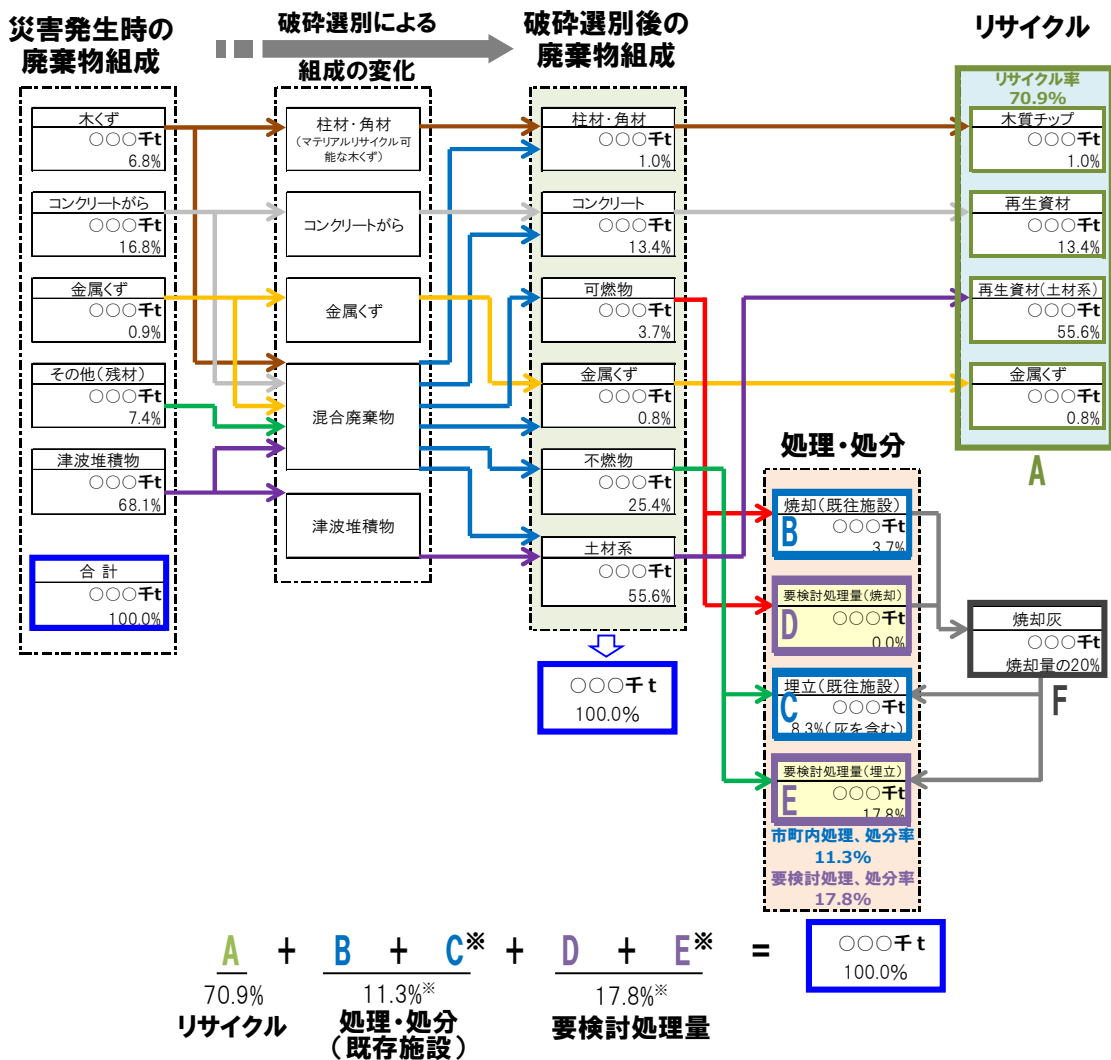 災害発生時の
廃棄物組成
木くず
○○○千t
6.8%
コンクリートがら
○○○千t
16.8%
金属くず
○○○千t
0.9%
その他(残材)
○○○千t
7.4%
津波堆積物
○○○千t
68.1%
合計
○○○千t
100.0%
破砕選別による
組成の変化
柱材・角材
(マテリアルリサイクル可
能な木くず)
コンクリートがら
金属くず
混合廃棄物
津波堆積物
破砕選別後の
廃棄物組成
柱材・角材
○○○千t
1.0%
コンクリート
○○○千t
13.4%
可燃物
○○○千t
3.7%
金属くず
○○○千t
0.8%
不燃物
○○○千t
25.4%
土材系
○○○千t
55.6%
○○○千t
100.0%
リサイクル
リサイクル率
70.9%
木質チップ
○○○千t
1.0%
再生資材
○○○千t
13.4%
再生資材(土材系)
○○○千t
55.6%
金属くず
○○○千t
0.8%
A
処理・処分
焼却(既往施設)
B ○○○千t
3.7%
要検討処理量(焼却)
D ○○○千t
0.0%
埋立(既往施設)
C ○○○千t
8.3%(灰を含む)
要検討処理量(埋立)
E ○○○千t
17.8%
市町内処理、処分率
11.3%
要検討処理、処分率
17.8%
焼却灰
○○○千t
焼却量の20%
F
A + B + C※ + D + E※ = ○○○千t
100.0%
70.9% 11.3%※ 17.8%※
リサイクル 処理・処分 要検討処理量
(既存施設)